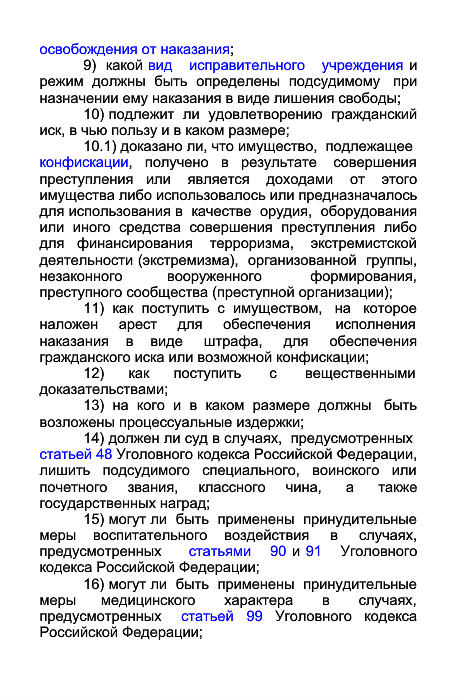 освобождения от наказания;
9) какой вид исправительного учреждения и
режим должны быть определены подсудимому при
назначении ему наказания в виде лишения свободы;
10) подлежит ли удовлетворению гражданский
иск, в чью пользу и в каком размере;
10.1) доказано ли, что имущество, подлежащее
конфискации, получено в результате совершения
преступления или является доходами от этого
имущества либо использовалось или предназначалось
для использования в качестве орудия, оборудования
или иного средства совершения преступления либо
для финансирования терроризма, экстремистской
деятельности (экстремизма), организованной группы,
незаконного вооруженного формирования,
преступного сообщества (преступной организации);
11) как поступить с имуществом, на которое
наложен арест для обеспечения исполнения
наказания в виде штрафа, для обеспечения
гражданского иска или возможной конфискации;
12) как поступить с вещественными
доказательствами;
13) на кого и в каком размере должны быть
возложены процессуальные издержки;
14) должен ли суд в случаях, предусмотренных
статьей 48 Уголовного кодекса Российской Федерации,
лишить подсудимого специального, воинского или
почетного звания, классного чина, а также
государственных наград;
15) могут ли быть применены принудительные
меры воспитательного воздействия в случаях,
предусмотренных статьями 90 и 91 Уголовного
кодекса Российской Федерации;
16) могут ли быть применены принудительные
меры медицинского характера в случаях,
предусмотренных статьей 99 Уголовного кодекса
Российской Федерации;